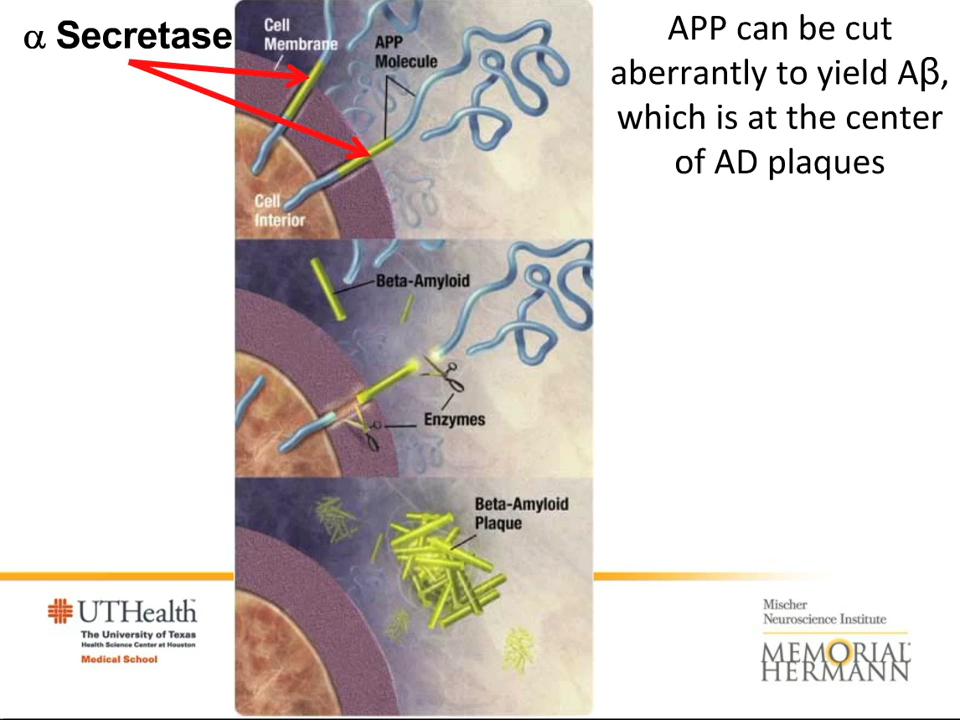 α Secretase
APP can be cut
aberrantly to yield Aβ,
which is at the center
of AD plaques
Cell
Membrane
APP
Molecule
Cell
Interior
Beta-Amyloid
Enzymes
Beta-Amyloid
Plaque
UTHealth
The University of Texas
Health Science Center at Houston
Medical School
Mischer
Neuroscience Institute
MEMORIAL
HERMANN